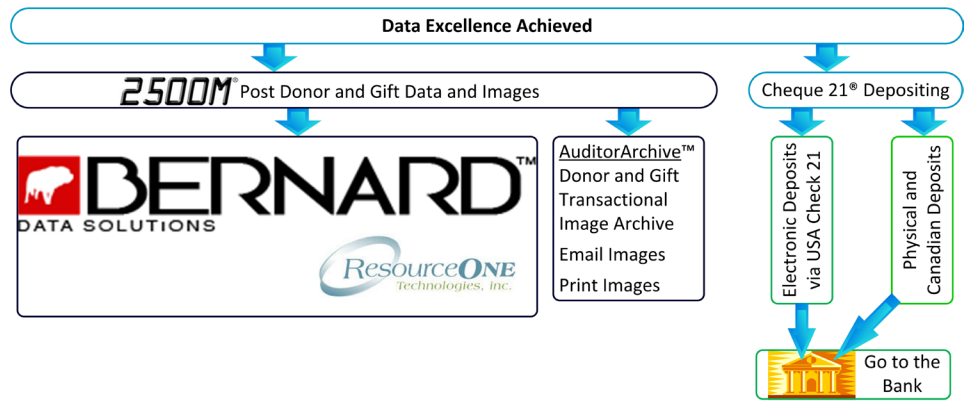 Data Excellence Achieved
2500M® Post Donor and Gift Data and Images
Cheque 21® Depositing
BERNARD™
DATA SOLUTIONS
RESOURCEONE
Technologies, Inc.
AuditorArchive™
Donor and Gift
Transactional
Image Archive
Email Images
Print Images
Electronic Deposits
via USA Check 21
Physical and
Canadian Deposits
Go to the
Bank